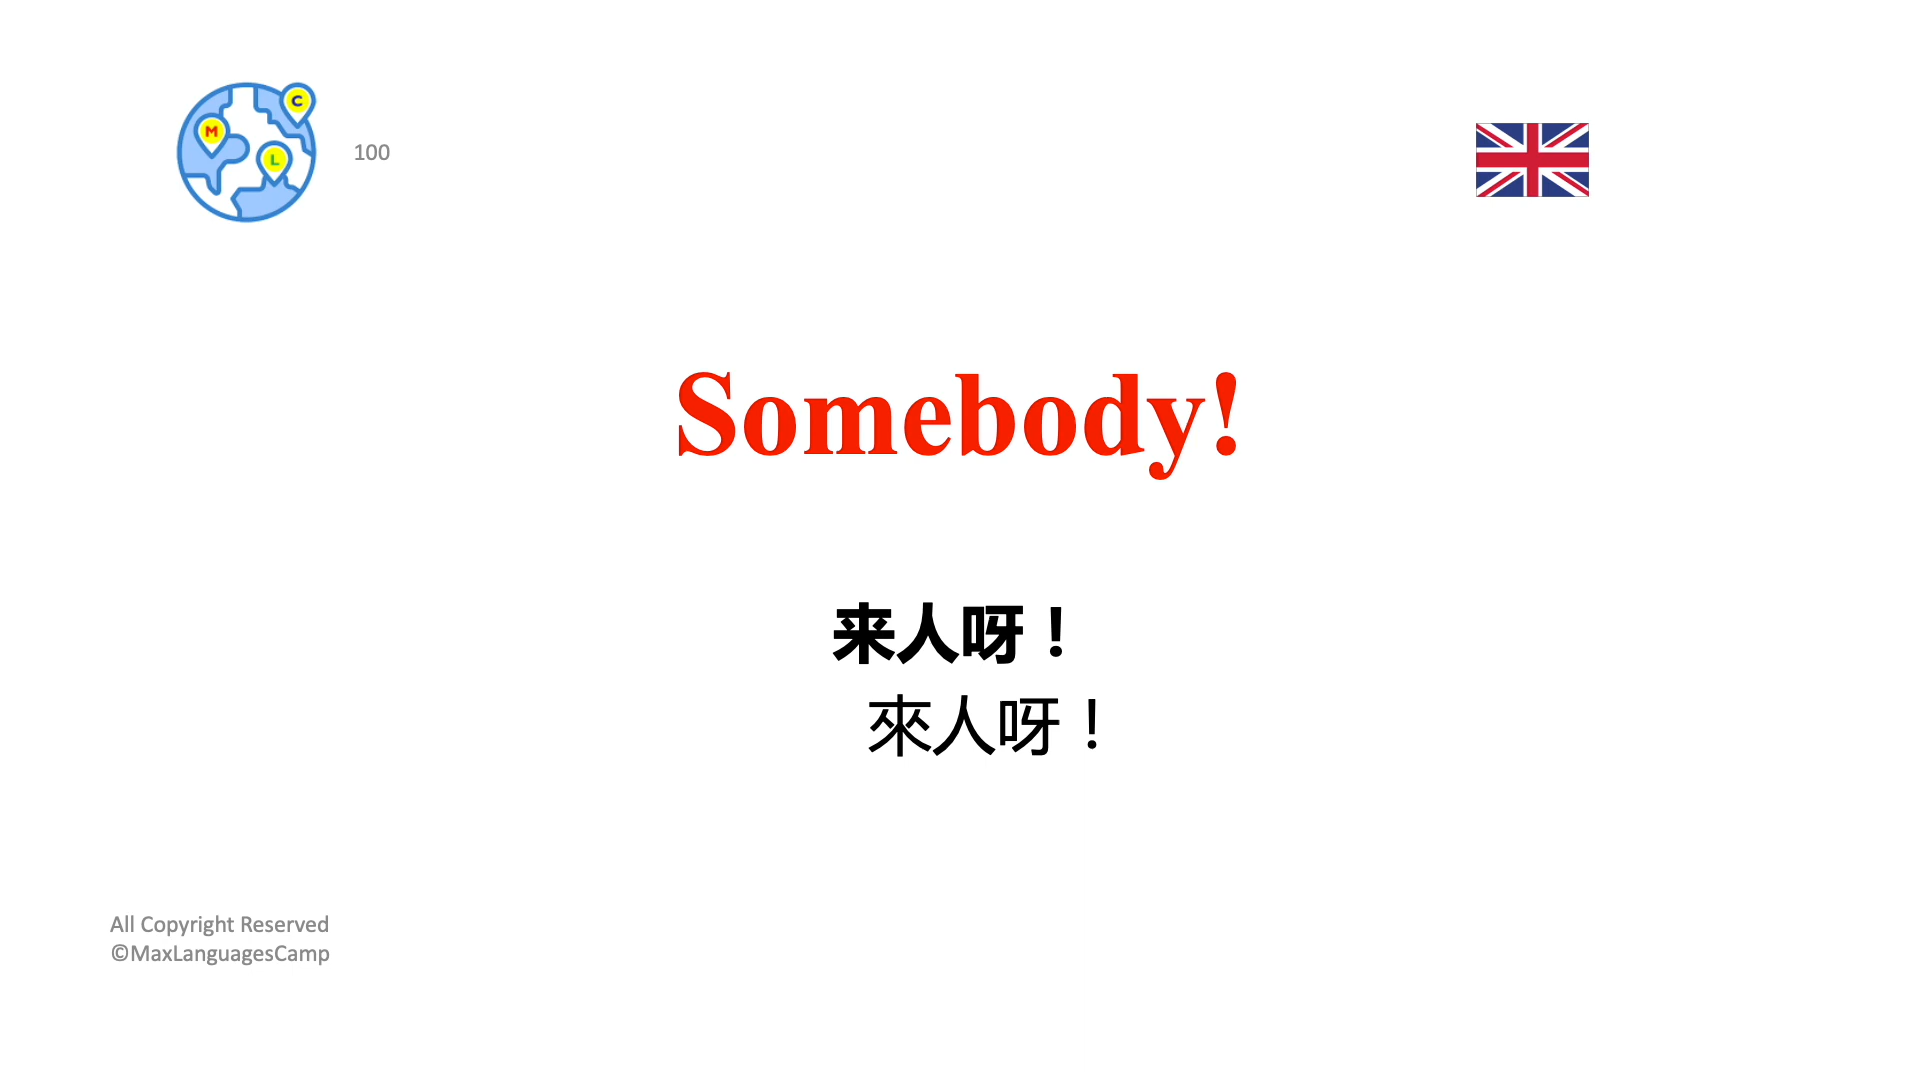 C
M
L
100
Somebody!
来人呀！
來人呀！
All Copyright Reserved
©MaxLanguagesCamp